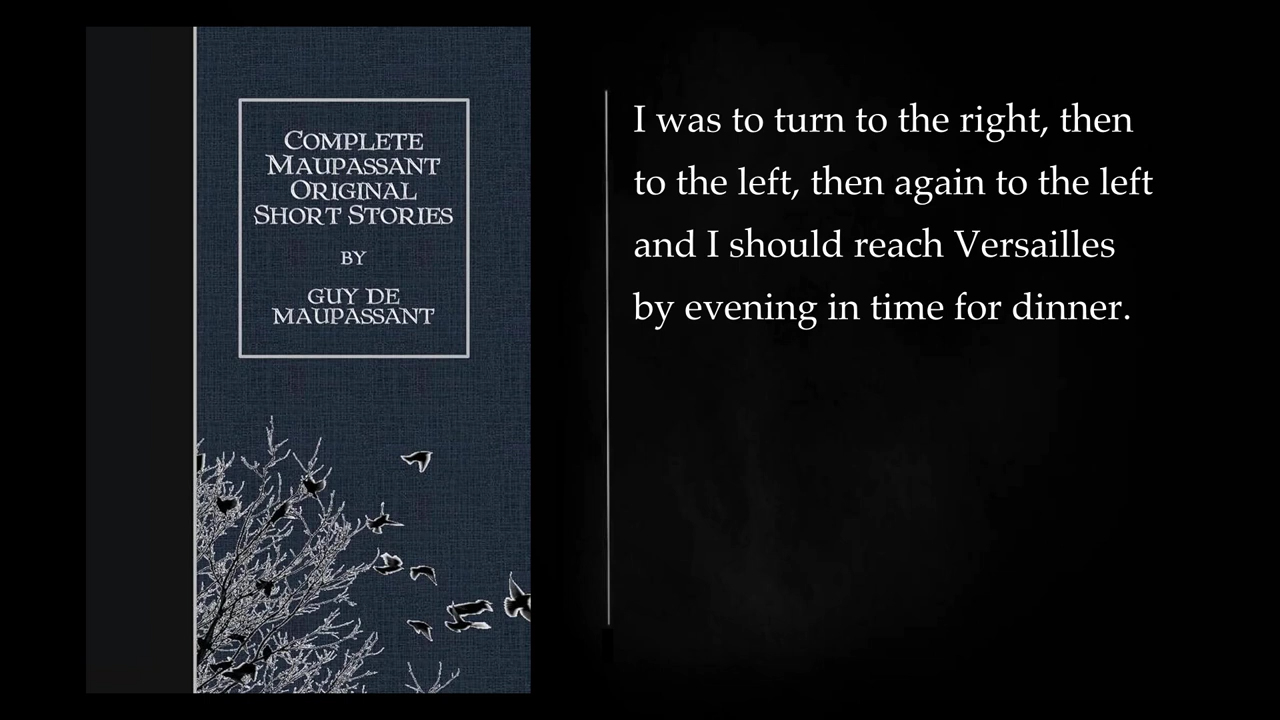 COMPLETE
MAUPASSANT
ORIGINAL
SHORT STORIES
BY
GUY DE
MAUPASSANT
I was to turn to the right, then
to the left, then again to the left
and I should reach Versailles
by evening in time for dinner.